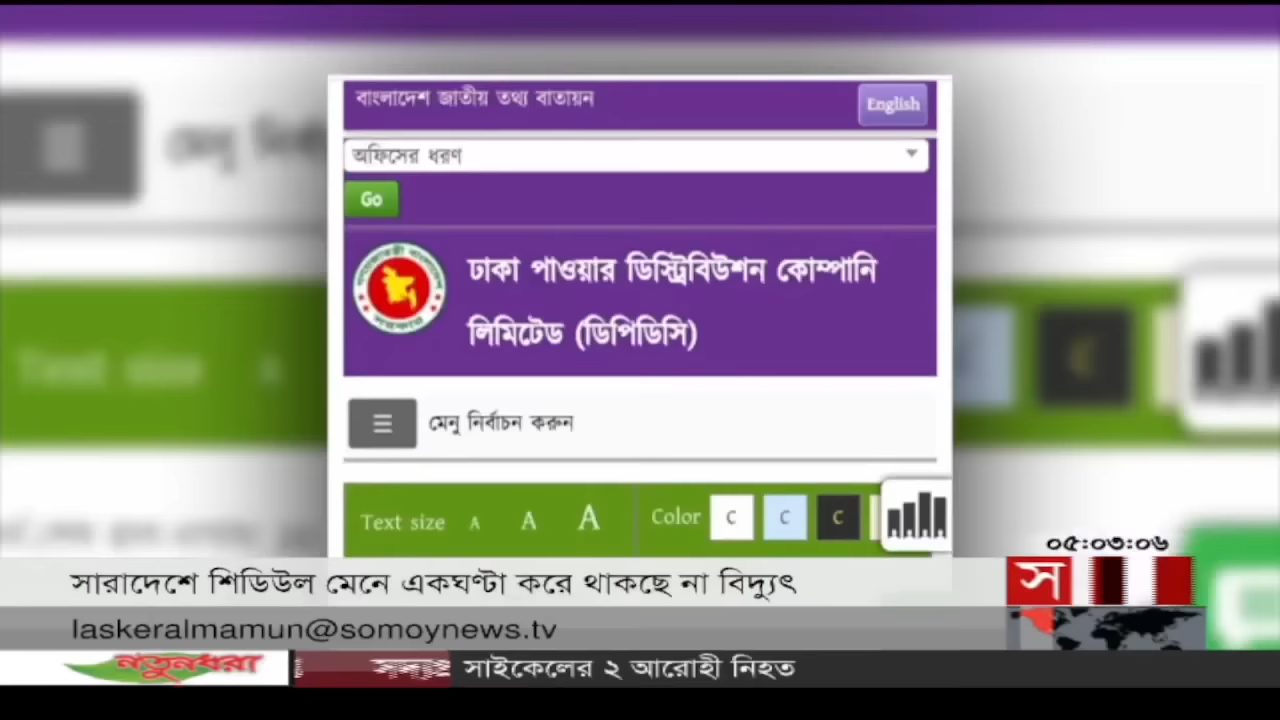 বাংলাদেশ জাতীয় তথ্য বাতায়ন
English
অফিসের ধরণ
Go
ঢাকা পাওয়ার ডিস্ট্রিবিউশন কোম্পানি
লিমিটেড (ডিপিডিসি)
মেনু নির্বাচন করুন
Text size A A A Color C C C
০৫:০৩:০৬
সারাদেশে শিডিউল মেনে একঘণ্টা করে থাকছে না বিদ্যুৎ
স
laskeralmamun@somoynews.tv
নতুনধরা
সাইকেলের ২ আরোহী নিহত